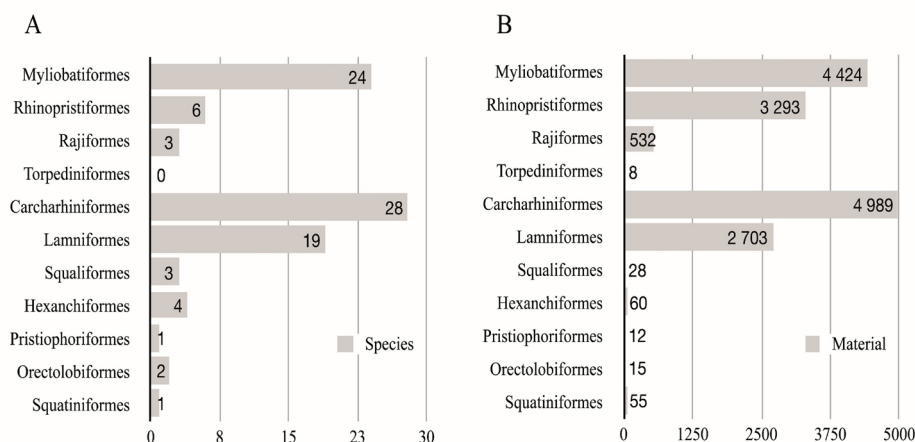 A
Myliobatiformes 24
Rhinopristiformes 6
Rajiformes 3
Torpediniformes 0
Carcharhiniformes 28
Lamniformes 19
Squaliformes 3
Hexanchiformes 4
Pristiophoriformes 1
Orectolobiformes 2
Squatiniformes 1
Species
0 8 15 23 30
B
Myliobatiformes 4 424
Rhinopristiformes 3 293
Rajiformes 532
Torpediniformes 8
Carcharhiniformes 4 989
Lamniformes 2 703
Squaliformes 28
Hexanchiformes 60
Pristiophoriformes 12
Orectolobiformes 15
Squatiniformes 55
Material
0 1250 2500 3750 5000